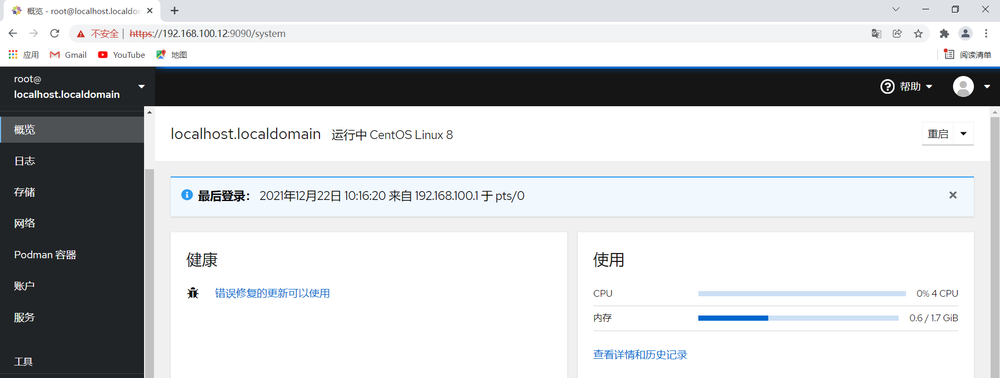 概览 - root@localhost.localdor
不安全 | https://192.168.100.12:9090/system
应用 Gmail YouTube 地图 阅读清单
root@
localhost.localdomain
帮助
概览
日志
存储
网络
Podman 容器
账户
服务
工具
localhost.localdomain 运行中 CentOS Linux 8
重启
最后登录： 2021年12月22日 10:16:20 来自 192.168.100.1 于 pts/0
健康
错误修复的更新可以使用
使用
CPU 0% 4 CPU
内存 0.6 / 1.7 GiB
查看详情和历史记录